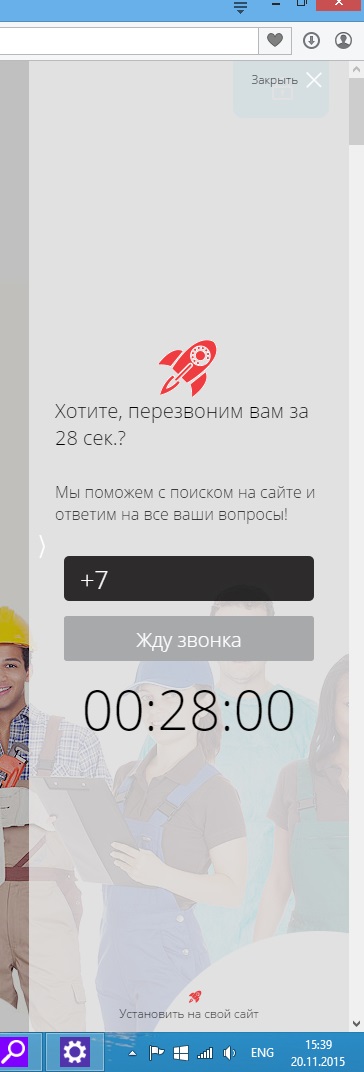 Закрыть
Хотите, перезвоним вам за
28 сек.?
Мы поможем с поиском на сайте и
ответим на все ваши вопросы!
+7
Жду звонка
00:28:00
Установить на свой сайт
ENG
15:39
20.11.2015